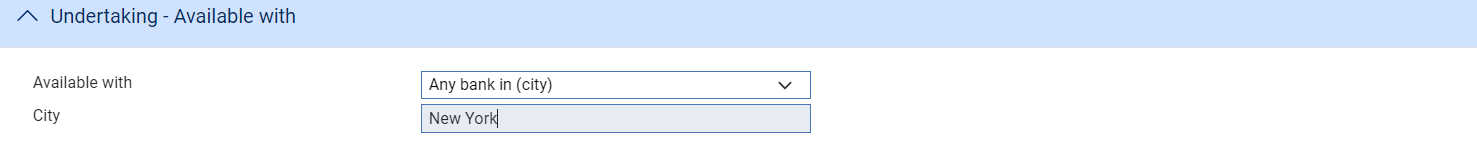 Undertaking - Available with
Available with
Any bank in (city)
City
New York